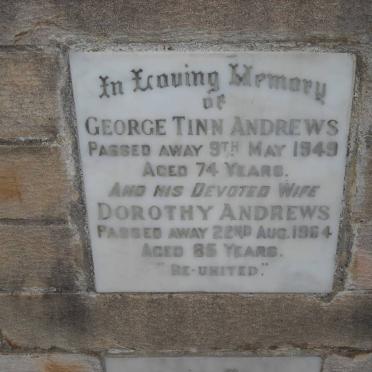 In Loving Memory
of
GEORGE TINN ANDREWS
PASSED AWAY 9TH MAY 1949
AGED 74 YEARS.
AND HIS DEVOTED WIFE
DOROTHY ANDREWS
PASSED AWAY 22ND AUG. 1964
AGED 85 YEARS.
"RE-UNITED."